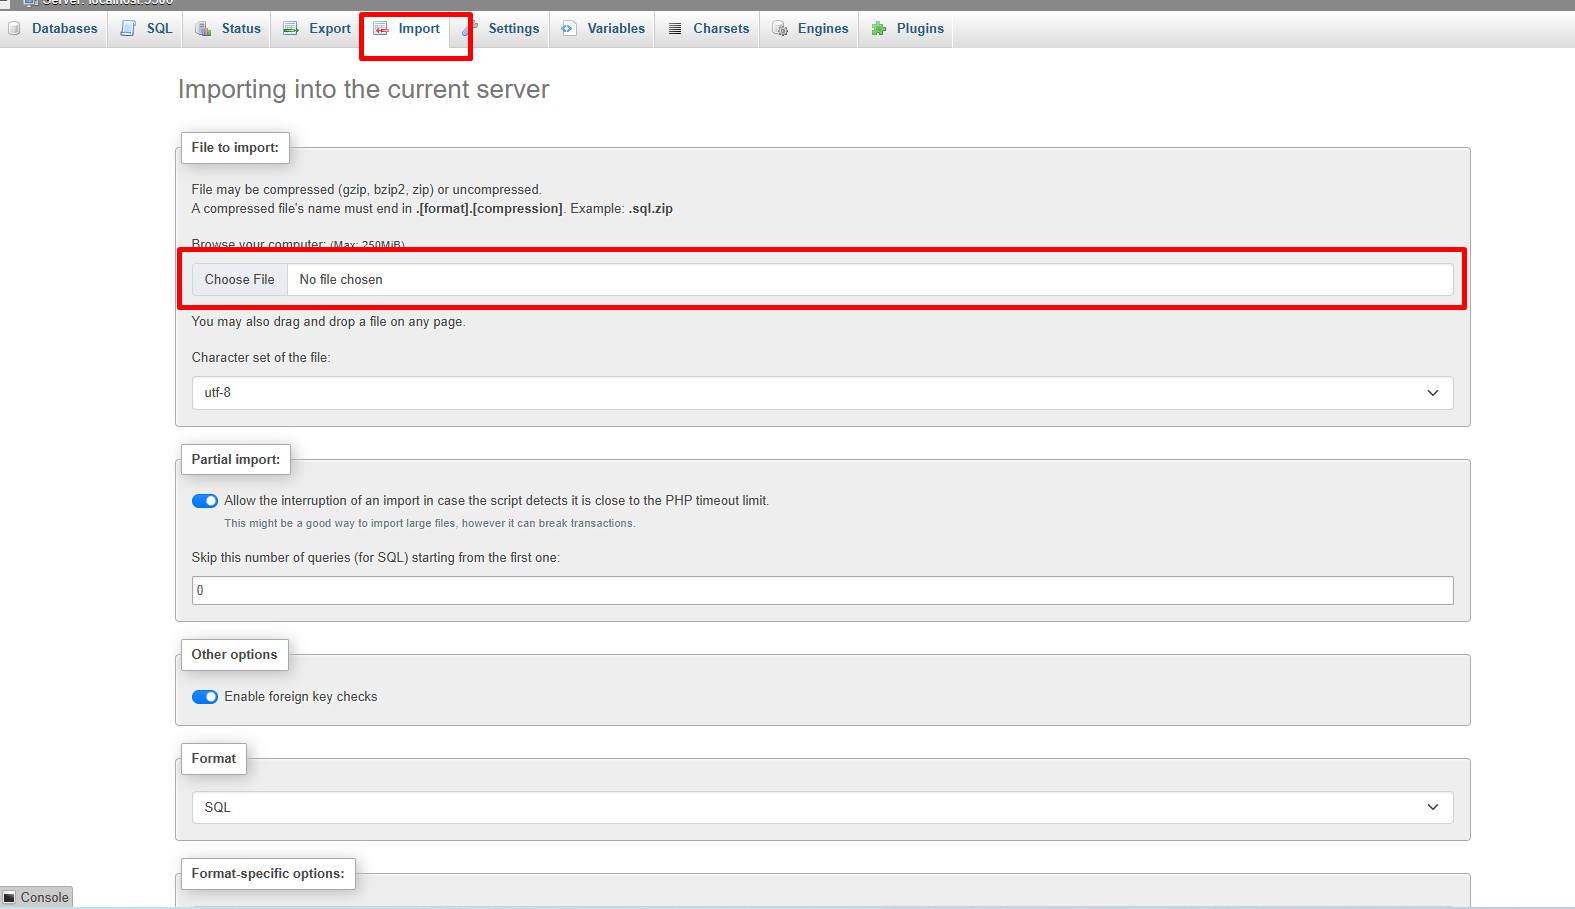 Server: localhost:3306
Databases SQL Status Export Import Settings Variables Charsets Engines Plugins
Importing into the current server
File to import:
File may be compressed (gzip, bzip2, zip) or uncompressed.
A compressed file's name must end in .[format].[compression]. Example: .sql.zip
Browse your computer: (Max: 250MiB)
Choose File No file chosen
You may also drag and drop a file on any page.
Character set of the file:
utf-8
Partial import:
Allow the interruption of an import in case the script detects it is close to the PHP timeout limit.
This might be a good way to import large files, however it can break transactions.
Skip this number of queries (for SQL) starting from the first one:
0
Other options
Enable foreign key checks
Format
SQL
Format-specific options:
Console